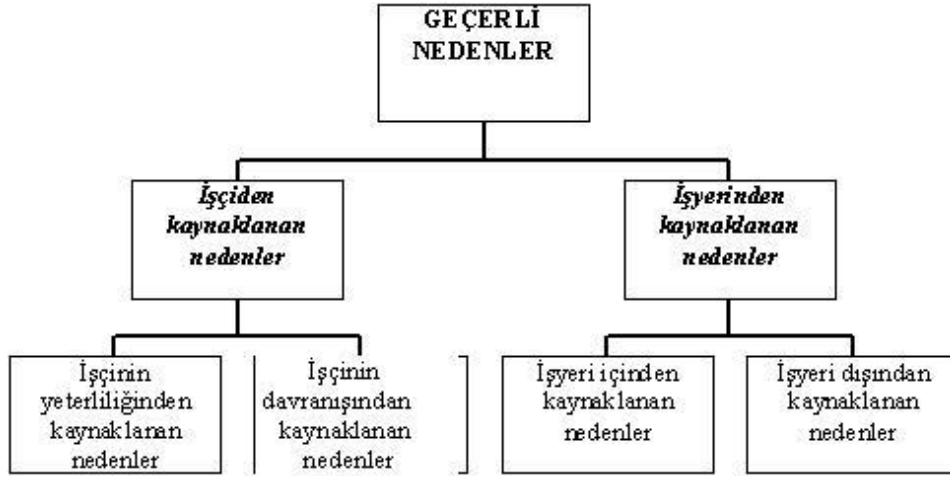 GEÇERLİ
NEDENLER
İşçiden
kaynaklanan
nedenler
İşyerinden
kaynaklanan
nedenler
İşçinin
yeterliliğinden
kaynaklanan
nedenler
İşçinin
davranışından
kaynaklanan
nedenler
İşyeri içinden
kaynaklanan
nedenler
İşyeri dışından
kaynaklanan
nedenler